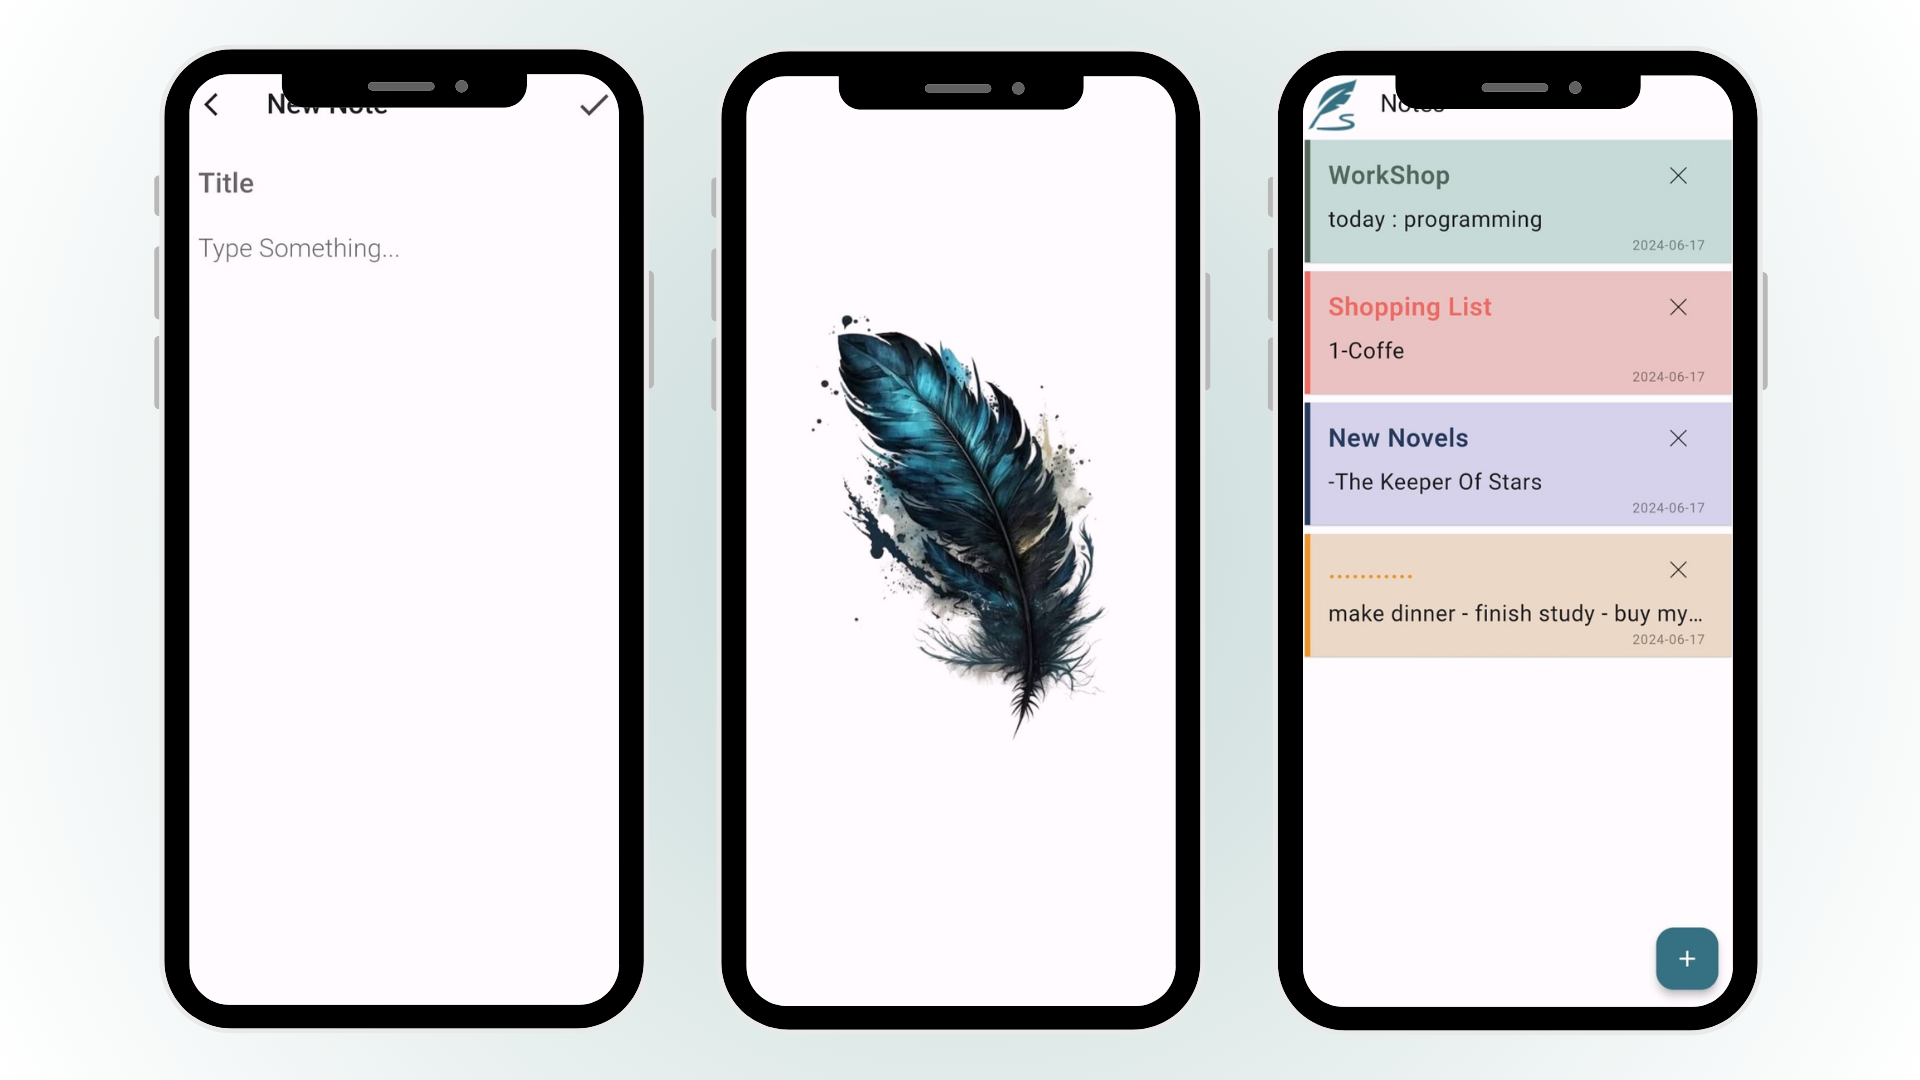 New Note
Title
Type Something...
Notes
WorkShop
today : programming
2024-06-17
Shopping List
1-Coffe
2024-06-17
New Novels
-The Keeper Of Stars
2024-06-17
...........
make dinner - finish study - buy my...
2024-06-17